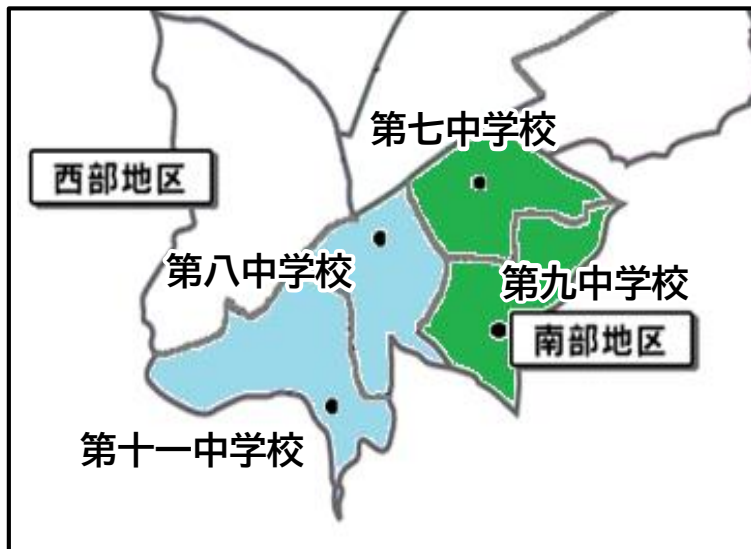 第七中学校
西部地区
第八中学校
第九中学校
南部地区
第十一中学校